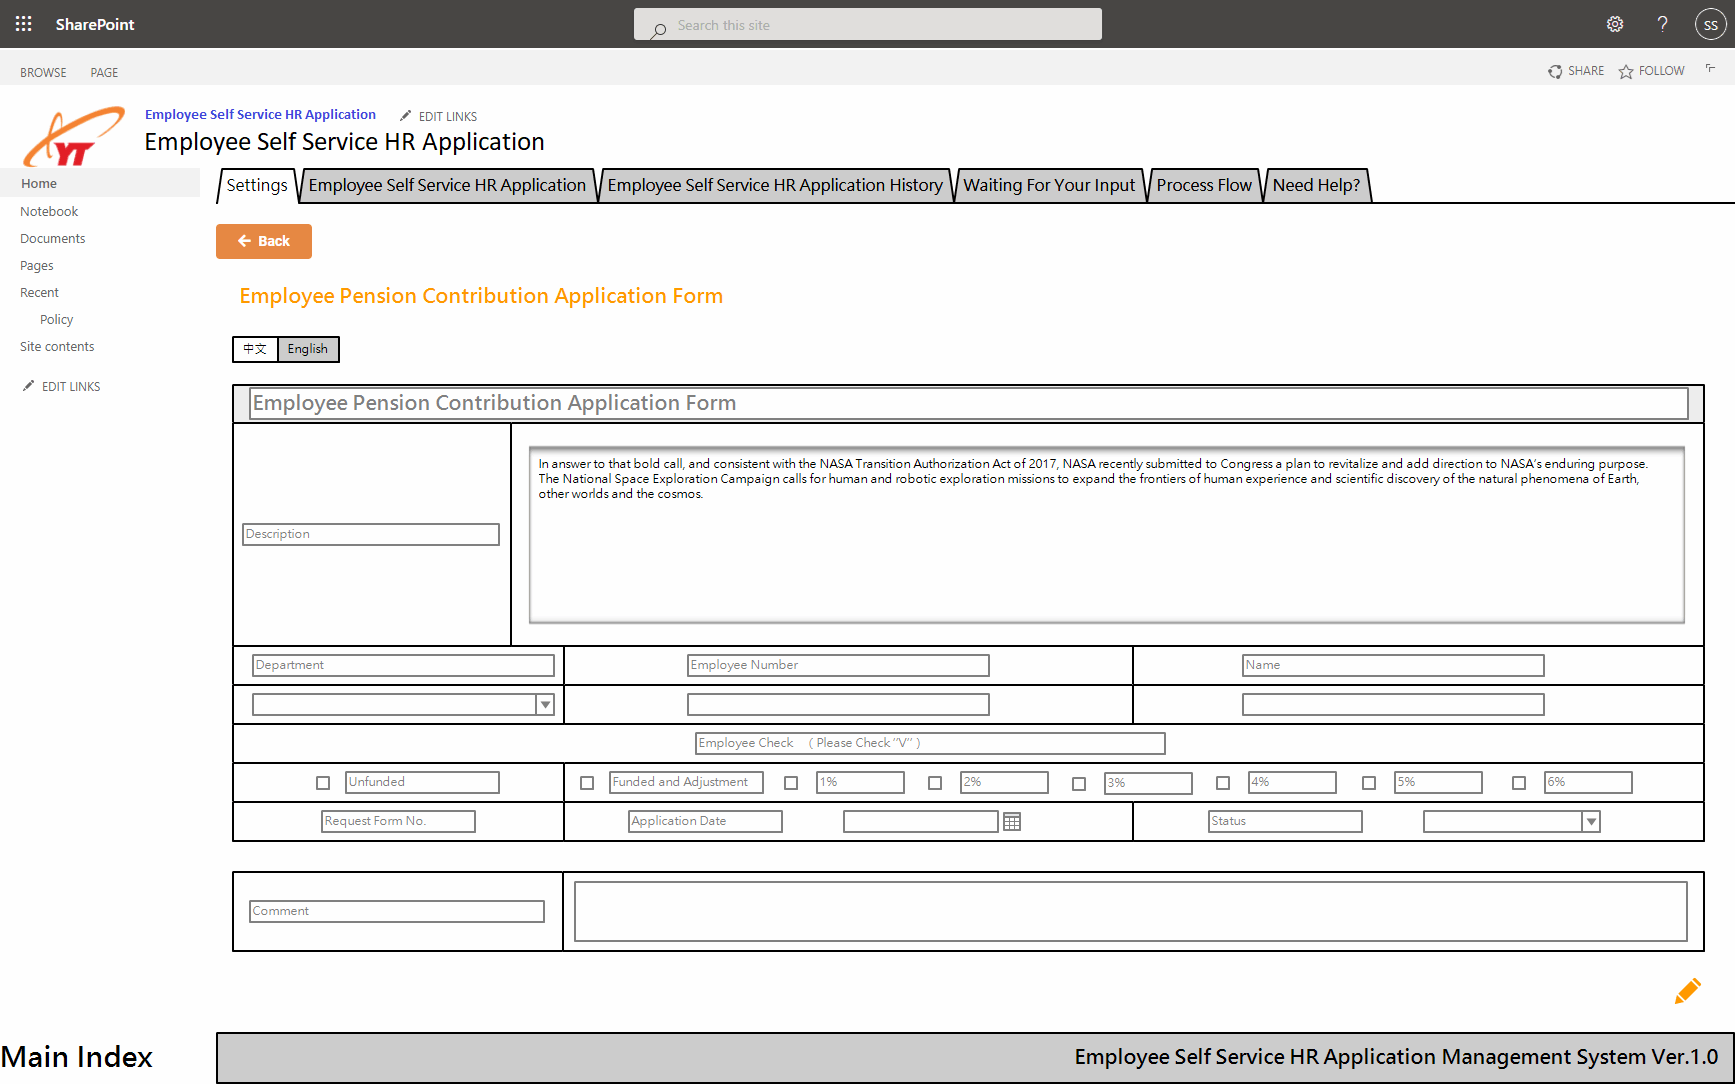 SharePoint
Search this site
?
SS
BROWSE PAGE
SHARE FOLLOW
YT
Employee Self Service HR Application
EDIT LINKS
Employee Self Service HR Application
Home
Notebook
Documents
Pages
Recent
Policy
Site contents
EDIT LINKS
Settings Employee Self Service HR Application Employee Self Service HR Application History Waiting For Your Input Process Flow Need Help?
Back
Employee Pension Contribution Application Form
中文 English
Employee Pension Contribution Application Form
Description
In answer to that bold call, and consistent with the NASA Transition Authorization Act of 2017, NASA recently submitted to Congress a plan to revitalize and add direction to NASA's enduring purpose.
The National Space Exploration Campaign calls for human and robotic exploration missions to expand the frontiers of human experience and scientific discovery of the natural phenomena of Earth,
other worlds and the cosmos.
Department Employee Number Name
Employee Check ( Please Check "V" )
Unfunded Funded and Adjustment 1% 2% 3% 4% 5% 6%
Request Form No. Application Date Status
Comment
Main Index
Employee Self Service HR Application Management System Ver.1.0